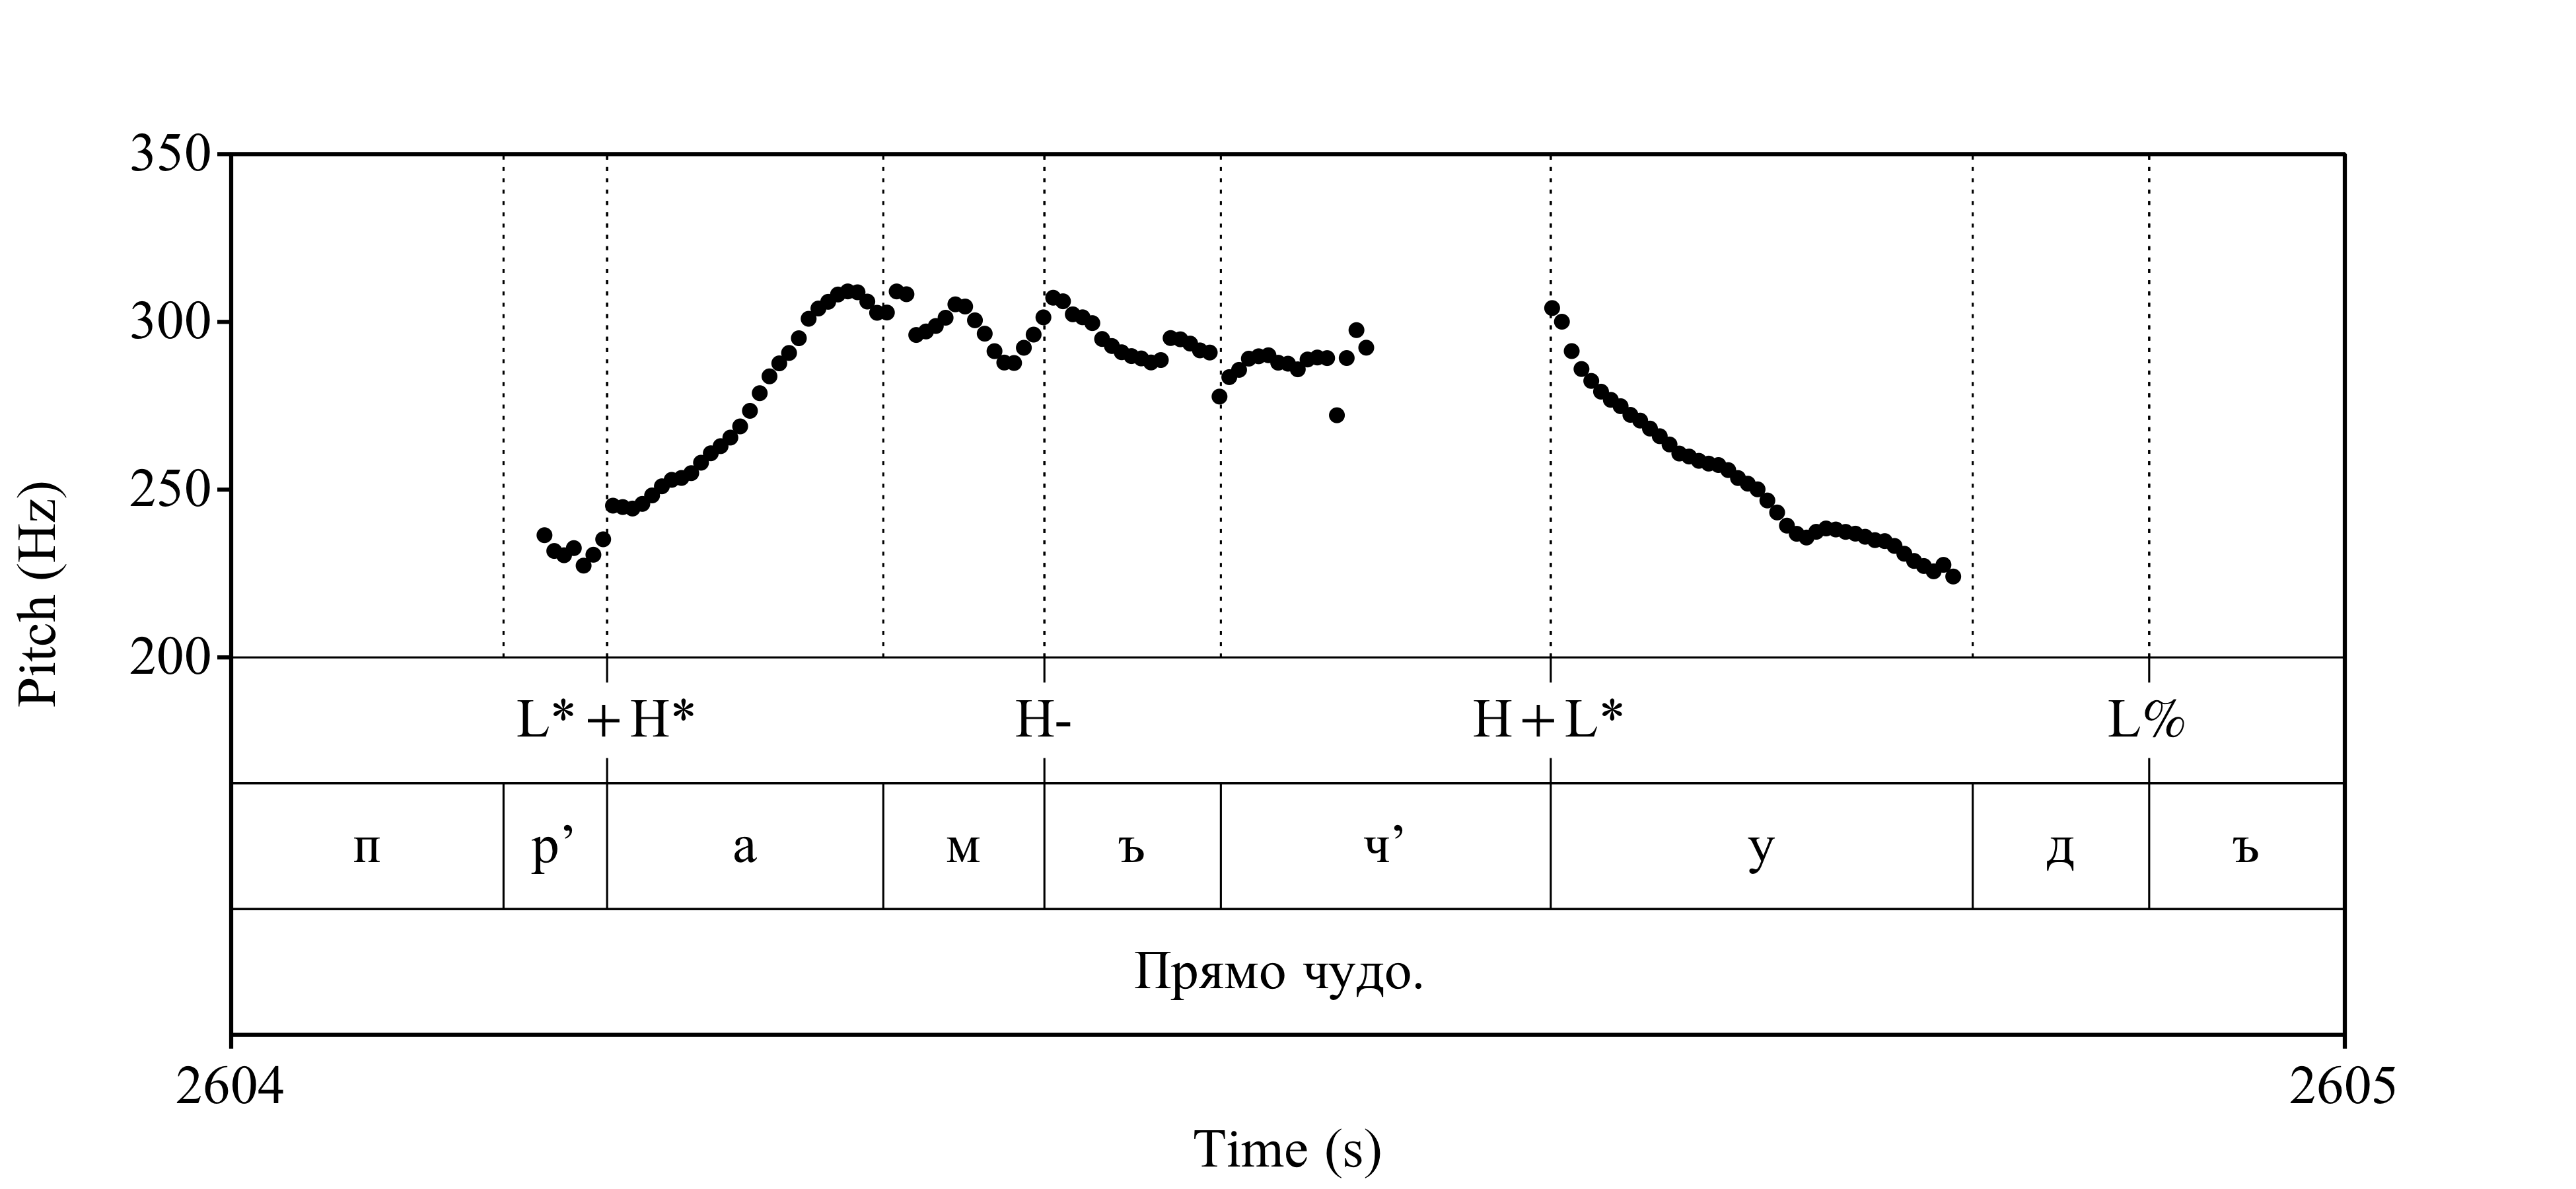 350
300
250
200
Pitch (Hz)
L* + H* H- H + L* L%
п р’ а м ъ ч’ у д ъ
Прямо чудо.
2604 2605
Time (s)